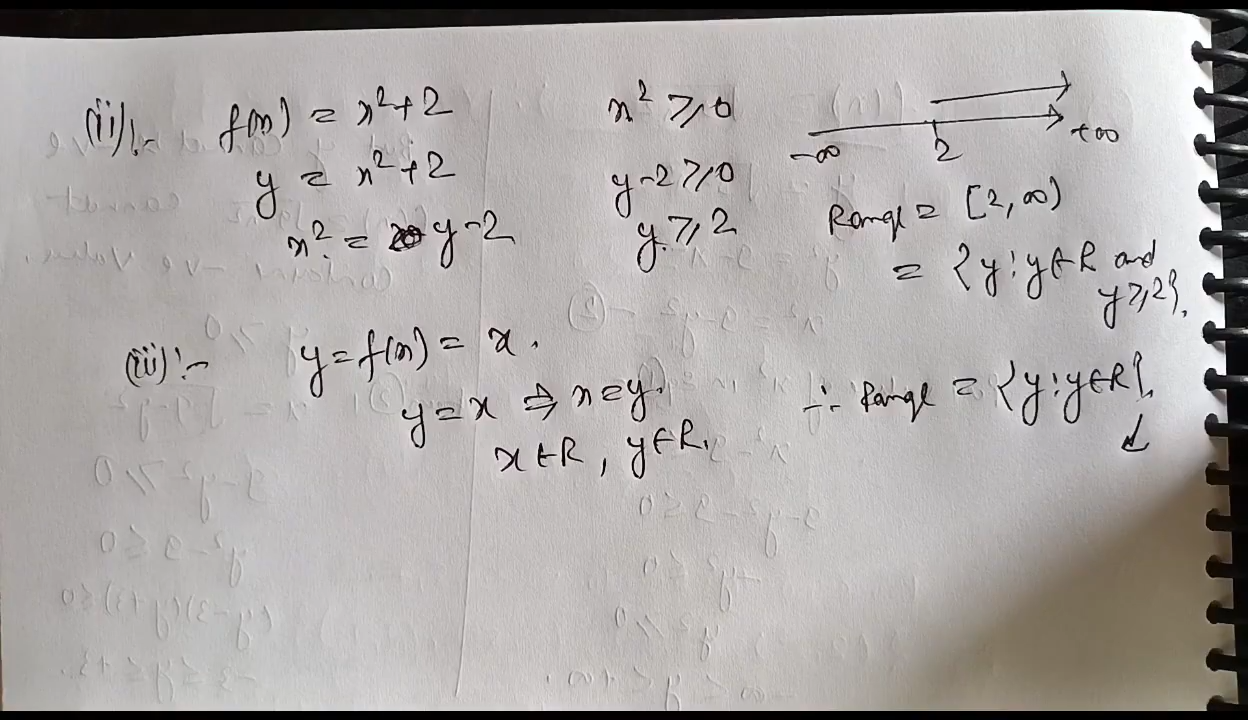 (ii):- f(x) = x²+2
y = x²+2
x² = y-2
x² ≥ 0
y-2 ≥ 0
y ≥ 2
-∞ 2 +∞
Range = [2, ∞)
= {y : y ∈ R and
y ≥ 2}.
(iii):- y = f(x) = x.
y = x ⇒ x = y.
x ∈ R, y ∈ R.
∴ Range = {y : y ∈ R}.